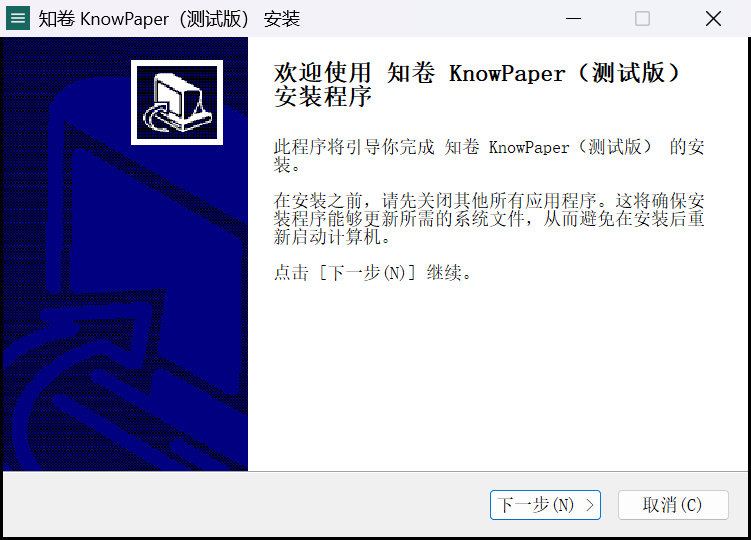 知卷 KnowPaper（测试版） 安装
欢迎使用 知卷 KnowPaper（测试版）
安装程序
此程序将引导你完成 知卷 KnowPaper（测试版） 的安
装。
在安装之前，请先关闭其他所有应用程序。这将确保安
装程序能够更新所需的系统文件，从而避免在安装后重
新启动计算机。
点击 [下一步(N)] 继续。
下一步(N) >
取消(C)